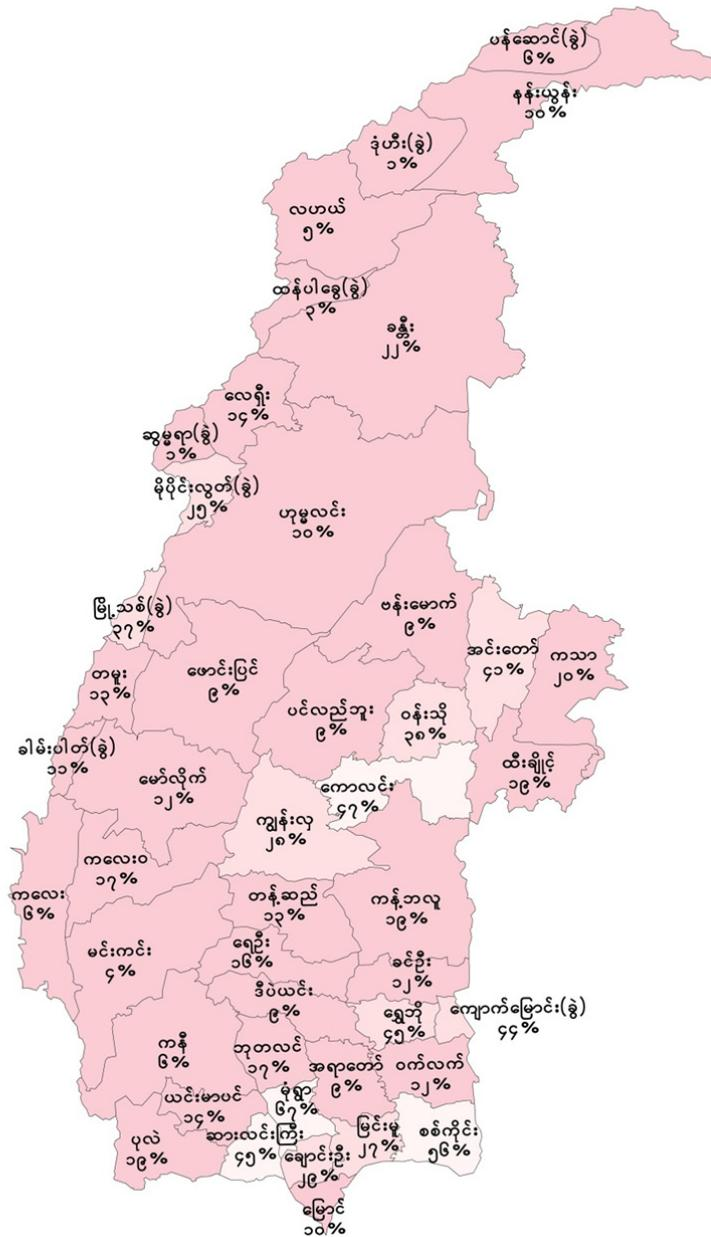 ပန်ဆောင်(ခွဲ)
၆%
နန်းယွန်း
၁၀%
ဒုံဟီး(ခွဲ)
၁%
လဟယ်
၅%
ထန်ပါခွေ(ခွဲ)
၃%
ခန္တီး
၂၂%
လေရှီး
၁၄%
ဆွမ္မရာ(ခွဲ)
၁%
မိုပိုင်းလွတ်(ခွဲ)
၂၅%
ဟုမ္မလင်း
၁၀%
မြို့သစ်(ခွဲ)
၃၇%
ဗန်းမောက်
၉%
အင်းတော်
၄၁%
ကသာ
၂၀%
တမူး
၁၃%
ဖောင်းပြင်
၉%
ပင်လည်ဘူး
၉%
ဝန်းသို
၃၈%
ခါမ်းပါတ်(ခွဲ)
၁၁%
မော်လိုက်
၁၂%
ကောလင်း
၄၇%
ထီးချိုင့်
၁၉%
ကျွန်းလှ
၂၈%
ကလေးဝ
၁၇%
ကလေး
၆%
တန့်ဆည်
၁၃%
ကန့်ဘလူ
၁၉%
မင်းကင်း
၄%
ရေဦး
၁၆%
ခင်ဦး
၁၂%
ဒီပဲယင်း
၉%
ရွှေဘို
၄၅%
ကျောက်မြောင်း(ခွဲ)
၄၄%
ကနီ
၆%
ဘုတလင်
၁၇%
အရာတော်
၉%
ဝက်လက်
၁၂%
ယင်းမာပင်
၁၄%
မုံရွာ
၆၇%
ပုလဲ
၁၉%
ဆားလင်းကြီး
၄၅%
ချောင်းဦး
၂၉%
မြင်းမူ
၂၇%
စစ်ကိုင်း
၅၆%
မြောင်
၁၀%